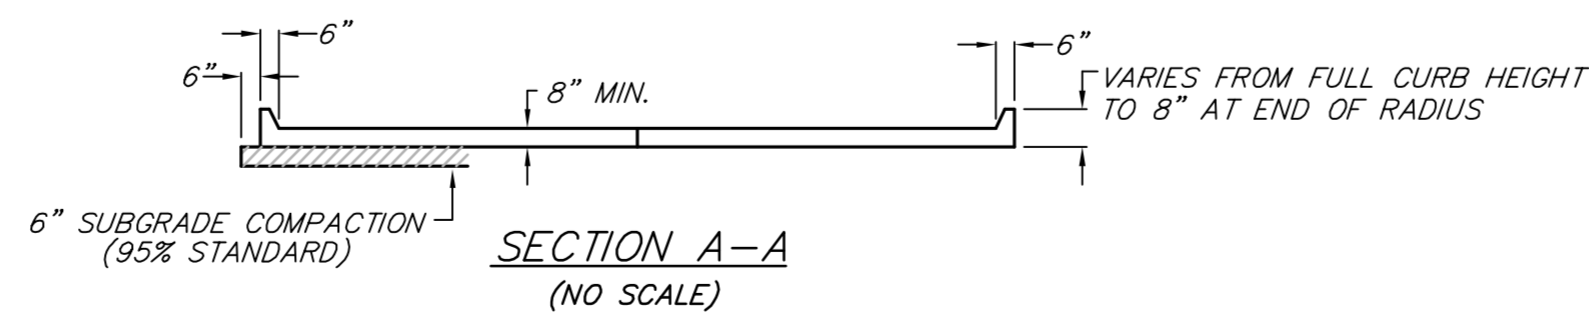 6”
6”
8” MIN.
6”
VARIES FROM FULL CURB HEIGHT
TO 8” AT END OF RADIUS
6” SUBGRADE COMPACTION
(95% STANDARD)
SECTION A–A
(NO SCALE)